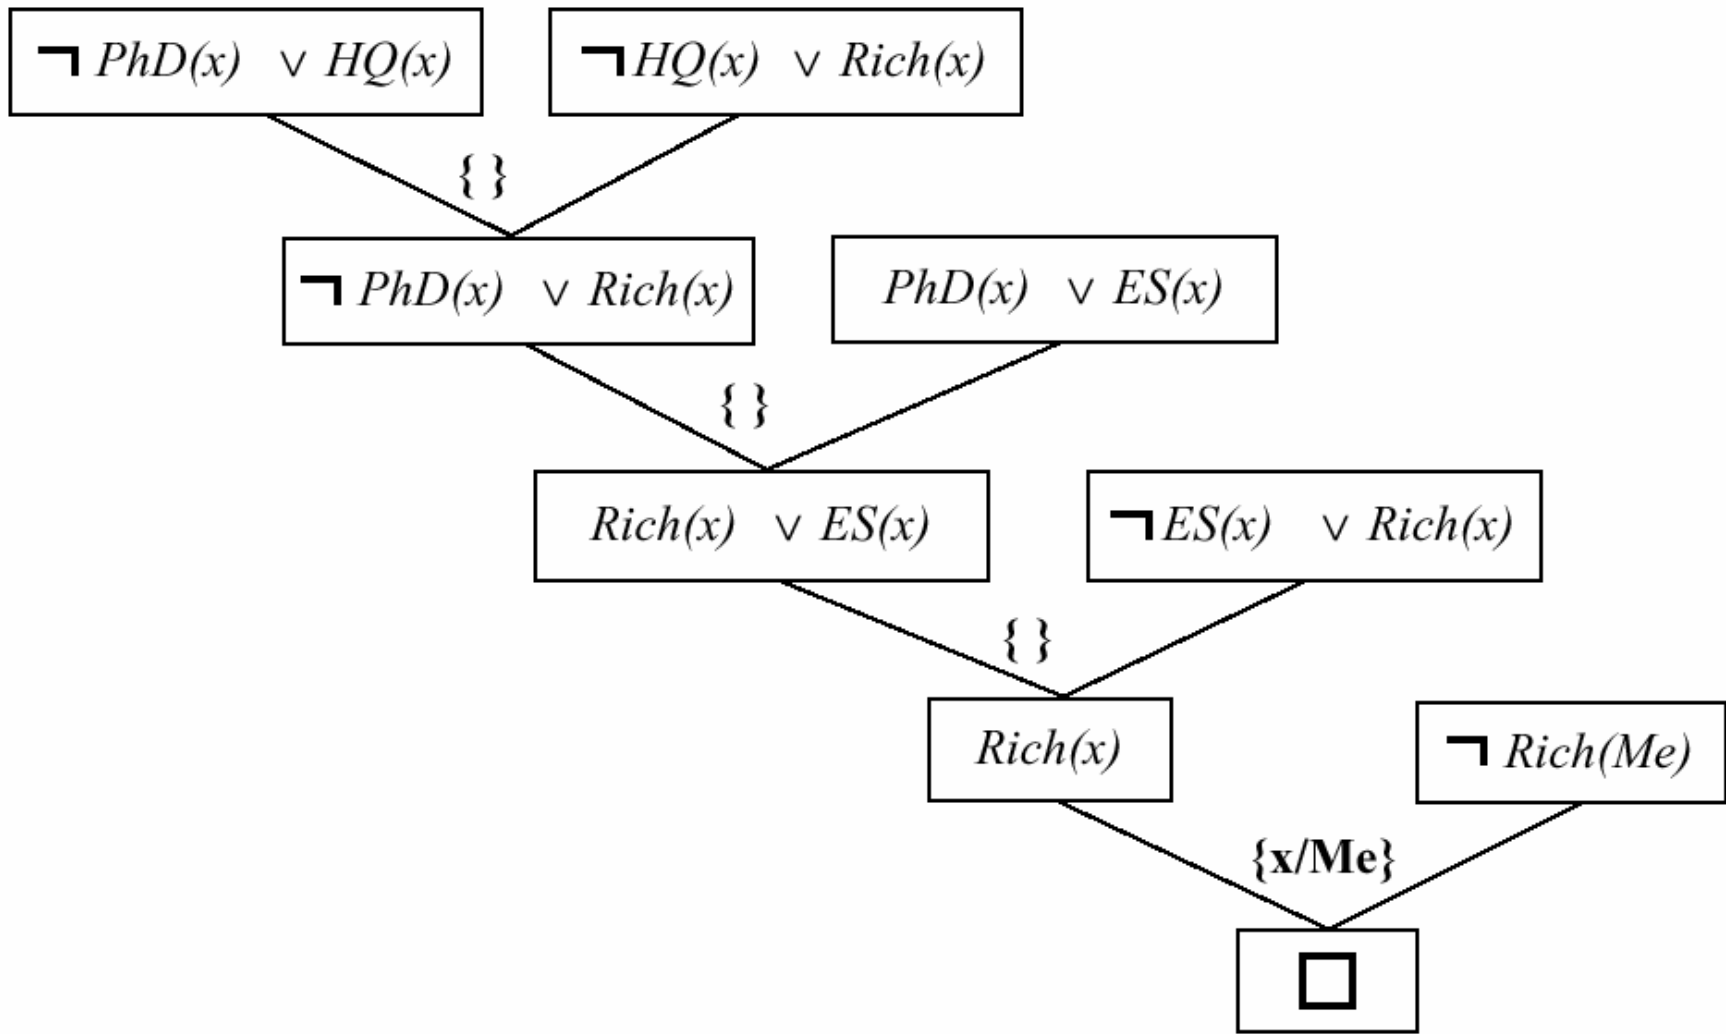 ¬ PhD(x) ∨ HQ(x)
¬ HQ(x) ∨ Rich(x)
{ }
¬ PhD(x) ∨ Rich(x)
PhD(x) ∨ ES(x)
{ }
Rich(x) ∨ ES(x)
¬ ES(x) ∨ Rich(x)
{ }
Rich(x)
¬ Rich(Me)
{x/Me}
□